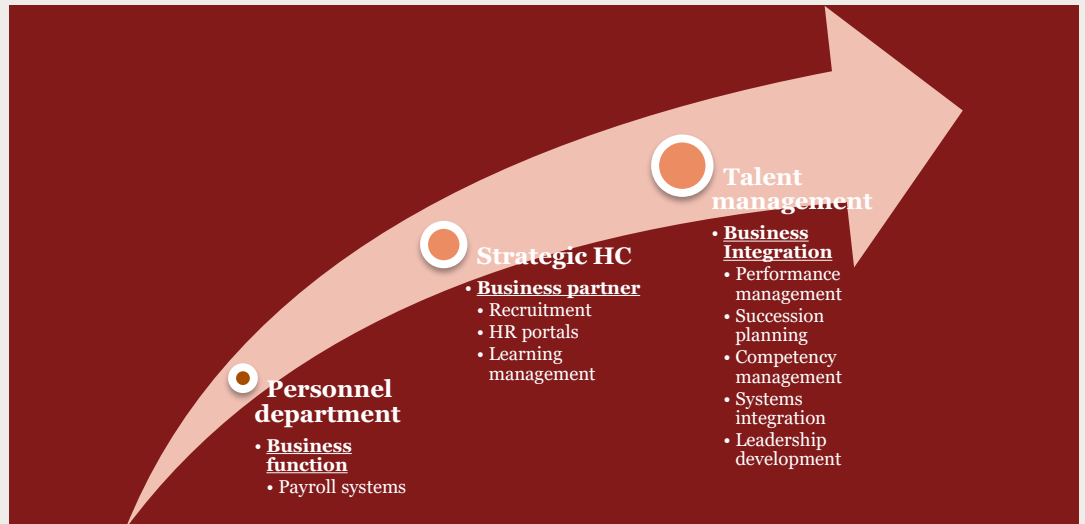 Personnel
department
• Business
function
• Payroll systems
Strategic HC
• Business partner
• Recruitment
• HR portals
• Learning
management
Talent
management
• Business
Integration
• Performance
management
• Succession
planning
• Competency
management
• Systems
integration
• Leadership
development